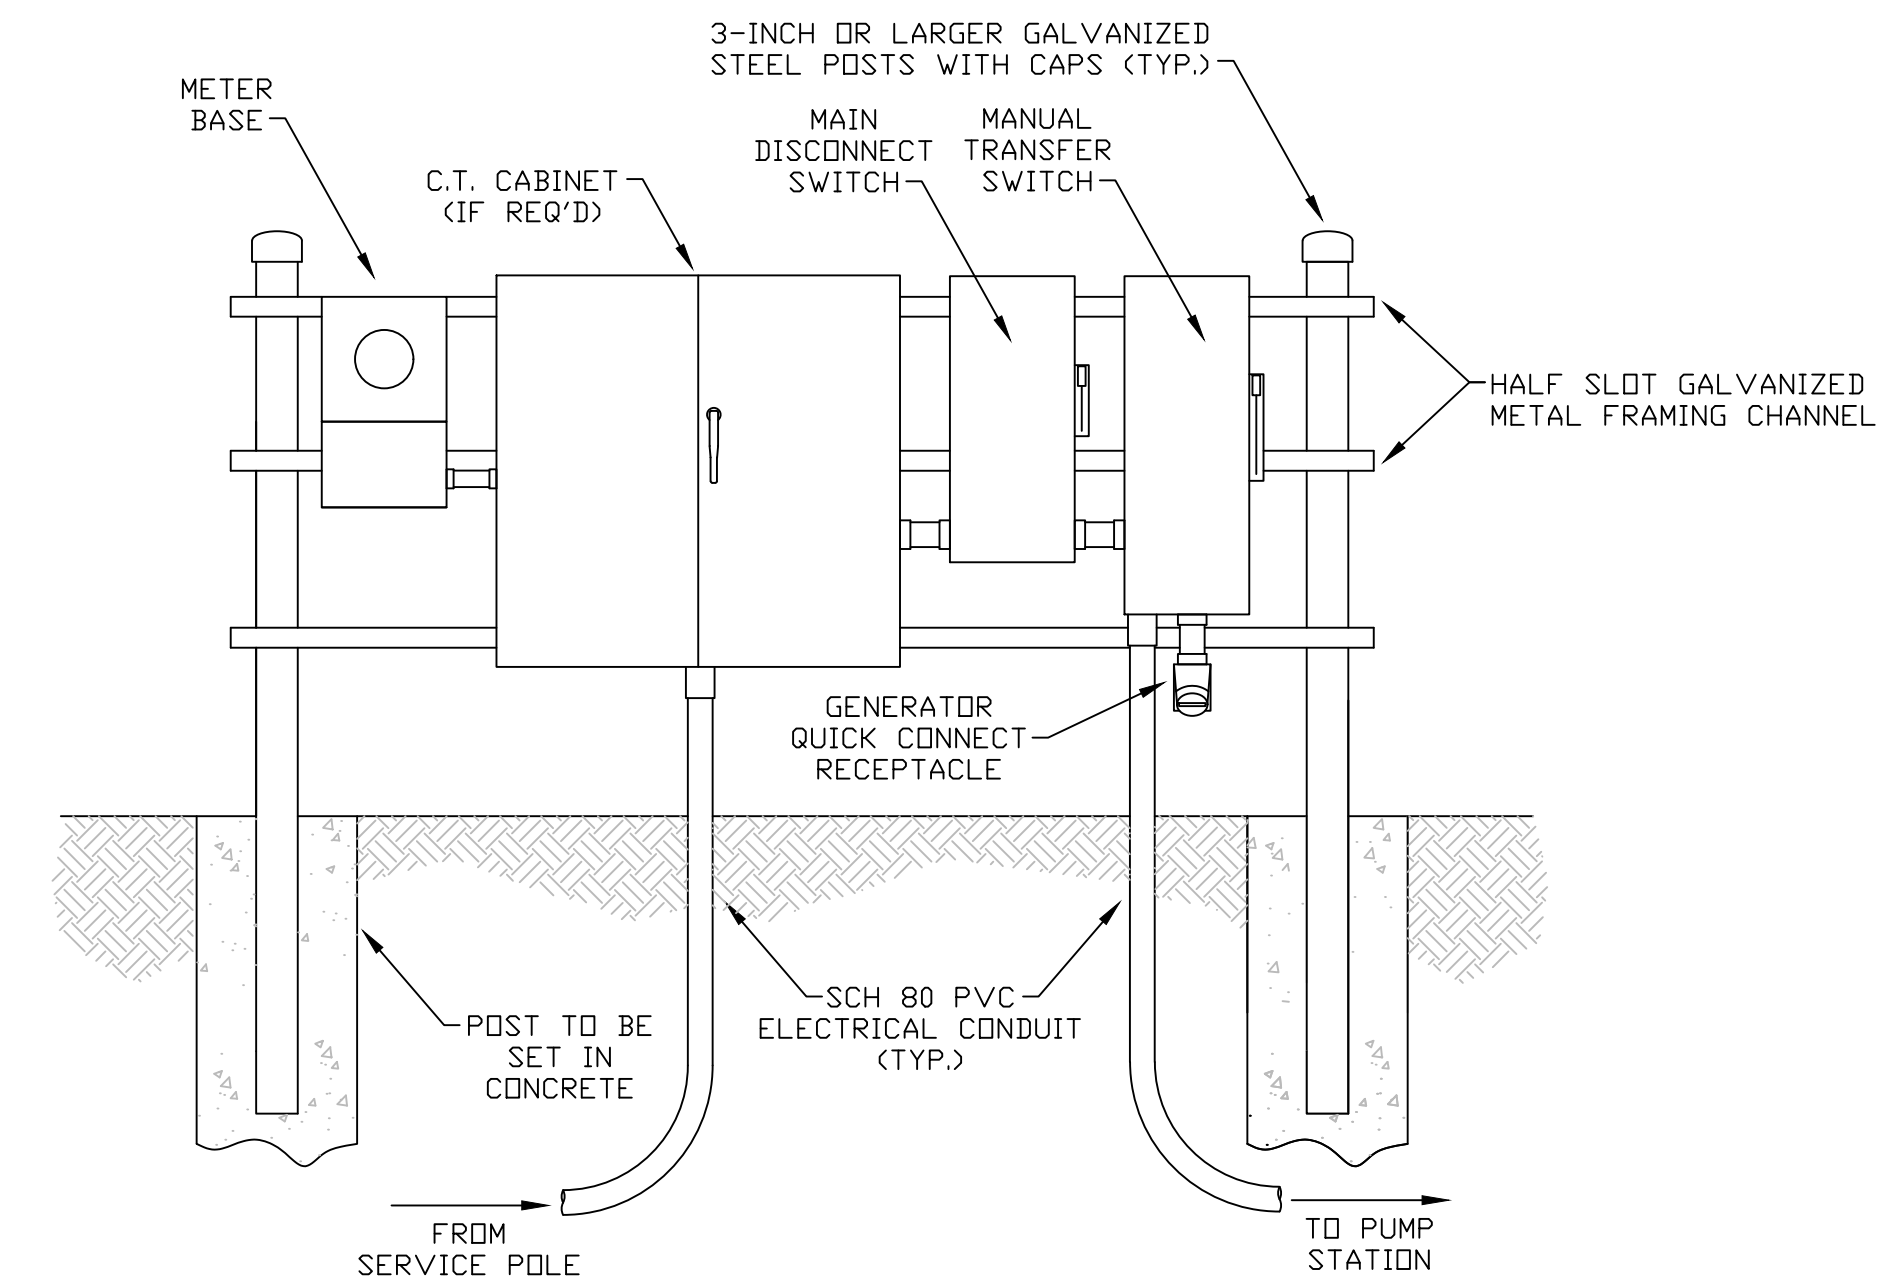 3-INCH OR LARGER GALVANIZED
STEEL POSTS WITH CAPS (TYP.)
METER
BASE
MAIN
DISCONNECT
SWITCH
MANUAL
TRANSFER
SWITCH
C.T. CABINET
(IF REQ'D)
HALF SLOT GALVANIZED
METAL FRAMING CHANNEL
GENERATOR
QUICK CONNECT
RECEPTACLE
SCH 80 PVC
ELECTRICAL CONDUIT
(TYP.)
POST TO BE
SET IN
CONCRETE
FROM
SERVICE POLE
TO PUMP
STATION